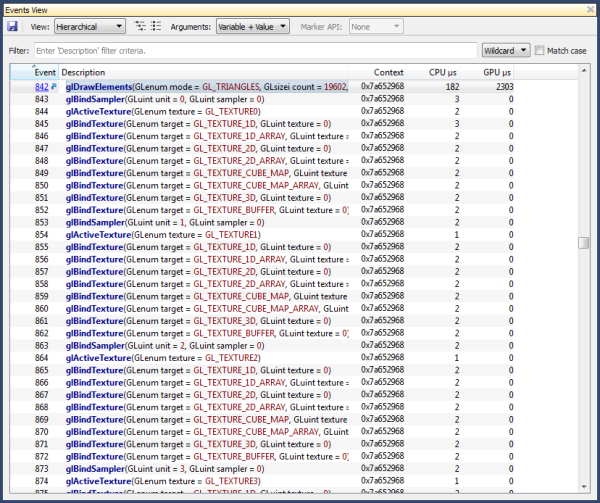 Events View
View: Hierarchical Arguments: Variable + Value Marker API: None
Filter: Enter 'Description' filter criteria. Wildcard Match case
Event Description Context CPU µs GPU µs
842 glDrawElements(GLenum mode = GL_TRIANGLES, GLsizei count = 19602, 0x7a652968 182 2303
843 glBindSampler(GLuint unit = 0, GLuint sampler = 0) 0x7a652968 3 0
844 glActiveTexture(GLenum texture = GL_TEXTURE0) 0x7a652968 2 0
845 glBindTexture(GLenum target = GL_TEXTURE_1D, GLuint texture = 0) 0x7a652968 3 0
846 glBindTexture(GLenum target = GL_TEXTURE_1D_ARRAY, GLuint texture = 0x7a652968 2 0
847 glBindTexture(GLenum target = GL_TEXTURE_2D, GLuint texture = 0) 0x7a652968 2 0
848 glBindTexture(GLenum target = GL_TEXTURE_2D_ARRAY, GLuint texture = 0x7a652968 2 0
849 glBindTexture(GLenum target = GL_TEXTURE_CUBE_MAP, GLuint texture 0x7a652968 2 0
850 glBindTexture(GLenum target = GL_TEXTURE_CUBE_MAP_ARRAY, GLuint 0x7a652968 2 0
851 glBindTexture(GLenum target = GL_TEXTURE_3D, GLuint texture = 0) 0x7a652968 2 0
852 glBindTexture(GLenum target = GL_TEXTURE_BUFFER, GLuint texture = 0) 0x7a652968 2 0
853 glBindSampler(GLuint unit = 1, GLuint sampler = 0) 0x7a652968 2 0
854 glActiveTexture(GLenum texture = GL_TEXTURE1) 0x7a652968 1 0
855 glBindTexture(GLenum target = GL_TEXTURE_1D, GLuint texture = 0) 0x7a652968 2 0
856 glBindTexture(GLenum target = GL_TEXTURE_1D_ARRAY, GLuint texture = 0x7a652968 2 0
857 glBindTexture(GLenum target = GL_TEXTURE_2D, GLuint texture = 0) 0x7a652968 2 0
858 glBindTexture(GLenum target = GL_TEXTURE_2D_ARRAY, GLuint texture = 0x7a652968 2 0
859 glBindTexture(GLenum target = GL_TEXTURE_CUBE_MAP, GLuint texture 0x7a652968 2 0
860 glBindTexture(GLenum target = GL_TEXTURE_CUBE_MAP_ARRAY, GLuint 0x7a652968 2 0
861 glBindTexture(GLenum target = GL_TEXTURE_3D, GLuint texture = 0) 0x7a652968 2 0
862 glBindTexture(GLenum target = GL_TEXTURE_BUFFER, GLuint texture = 0) 0x7a652968 2 0
863 glBindSampler(GLuint unit = 2, GLuint sampler = 0) 0x7a652968 2 0
864 glActiveTexture(GLenum texture = GL_TEXTURE2) 0x7a652968 1 0
865 glBindTexture(GLenum target = GL_TEXTURE_1D, GLuint texture = 0) 0x7a652968 2 0
866 glBindTexture(GLenum target = GL_TEXTURE_1D_ARRAY, GLuint texture = 0x7a652968 2 0
867 glBindTexture(GLenum target = GL_TEXTURE_2D, GLuint texture = 0) 0x7a652968 2 0
868 glBindTexture(GLenum target = GL_TEXTURE_2D_ARRAY, GLuint texture = 0x7a652968 2 0
869 glBindTexture(GLenum target = GL_TEXTURE_CUBE_MAP, GLuint texture 0x7a652968 2 0
870 glBindTexture(GLenum target = GL_TEXTURE_CUBE_MAP_ARRAY, GLuint 0x7a652968 2 0
871 glBindTexture(GLenum target = GL_TEXTURE_3D, GLuint texture = 0) 0x7a652968 2 0
872 glBindTexture(GLenum target = GL_TEXTURE_BUFFER, GLuint texture = 0) 0x7a652968 2 0
873 glBindSampler(GLuint unit = 3, GLuint sampler = 0) 0x7a652968 2 0
874 glActiveTexture(GLenum texture = GL_TEXTURE3) 0x7a652968 1 0
875 glBindTexture(GLenum target = GL_TEXTURE_1D, GLuint texture = 0) 0x7a652968 2 0